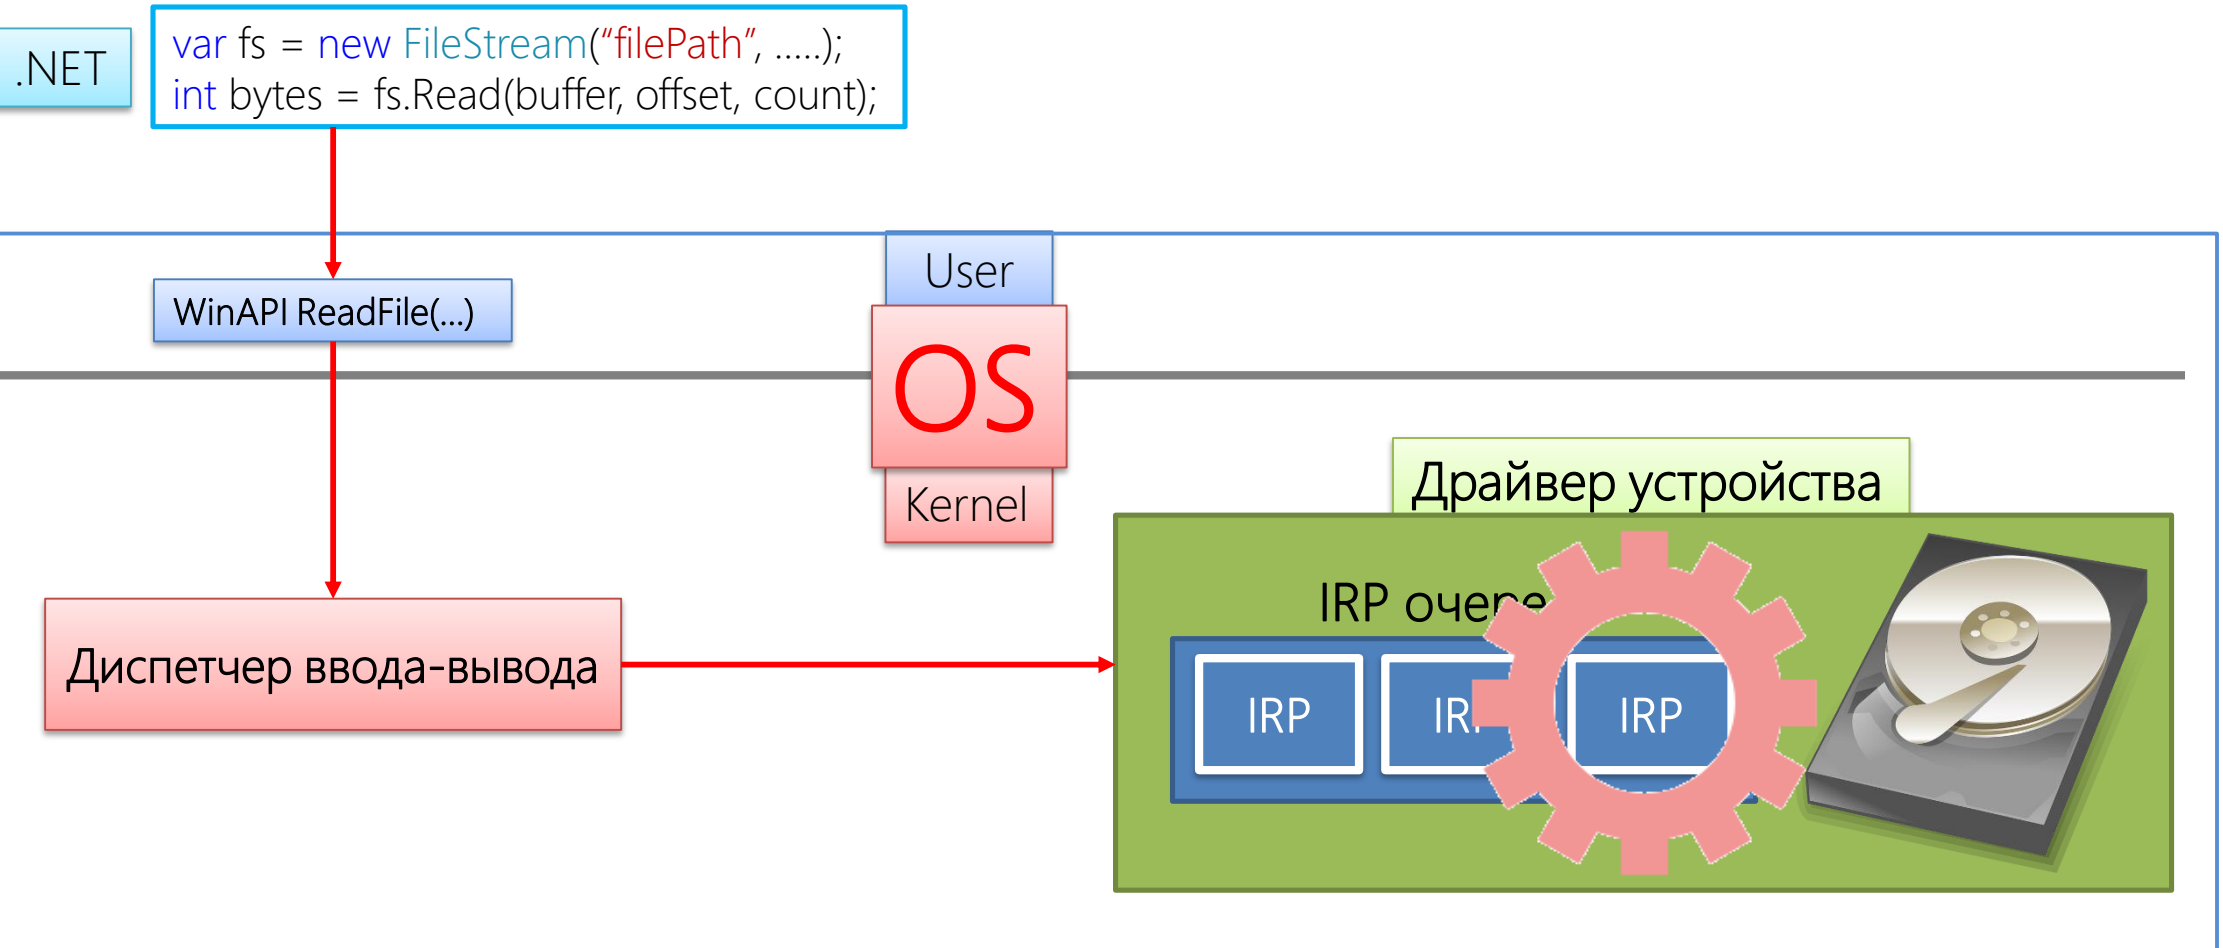 .NET
var fs = new FileStream(“filePath”, .....);
int bytes = fs.Read(buffer, offset, count);
User
WinAPI ReadFile(...)
OS
Kernel
Драйвер устройства
IRP
Диспетчер ввода-вывода
IRP IRP